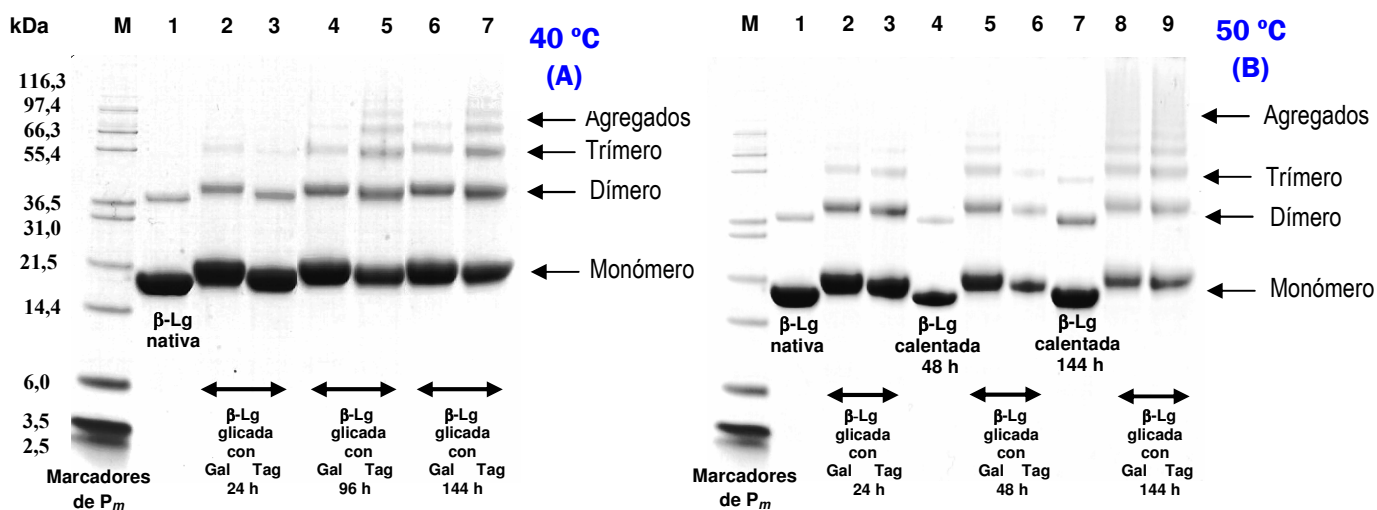 kDa M 1 2 3 4 5 6 7
40 ºC
(A)
116,3
97,4
66,3
55,4
36,5
31,0
21,5
14,4
6,0
3,5
2,5
Agregados
Trímero
Dímero
Monómero
β-Lg
nativa
β-Lg
glicada
con
Gal Tag
24 h
β-Lg
glicada
con
Gal Tag
96 h
β-Lg
glicada
con
Gal Tag
144 h
Marcadores
de Pm
M 1 2 3 4 5 6 7 8 9
50 ºC
(B)
Agregados
Trímero
Dímero
Monómero
β-Lg
nativa
β-Lg
calentada
48 h
β-Lg
calentada
144 h
β-Lg
glicada
con
Gal Tag
24 h
β-Lg
glicada
con
Gal Tag
48 h
β-Lg
glicada
con
Gal Tag
144 h
Marcadores
de Pm